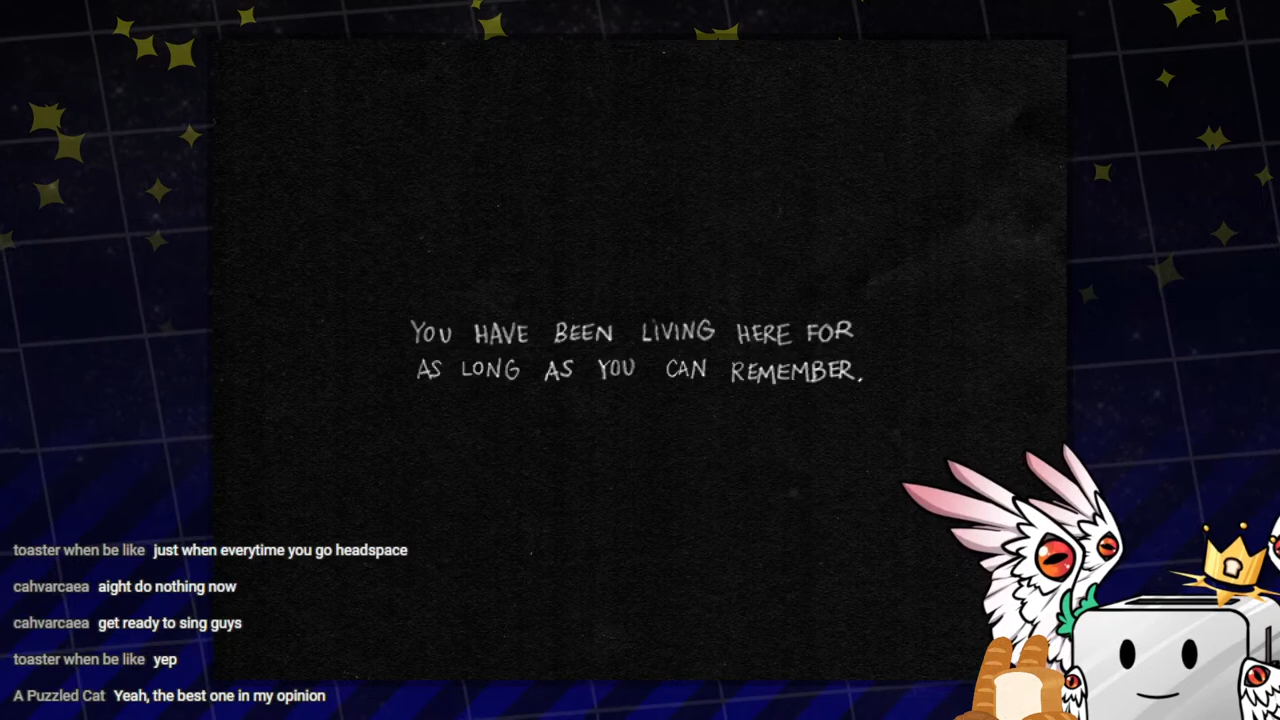 YOU HAVE BEEN LIVING HERE FOR
AS LONG AS YOU CAN REMEMBER.
toaster when be like just when everytime you go headspace
cahvarcaea aight do nothing now
cahvarcaea get ready to sing guys
toaster when be like yep
A Puzzled Cat Yeah, the best one in my opinion